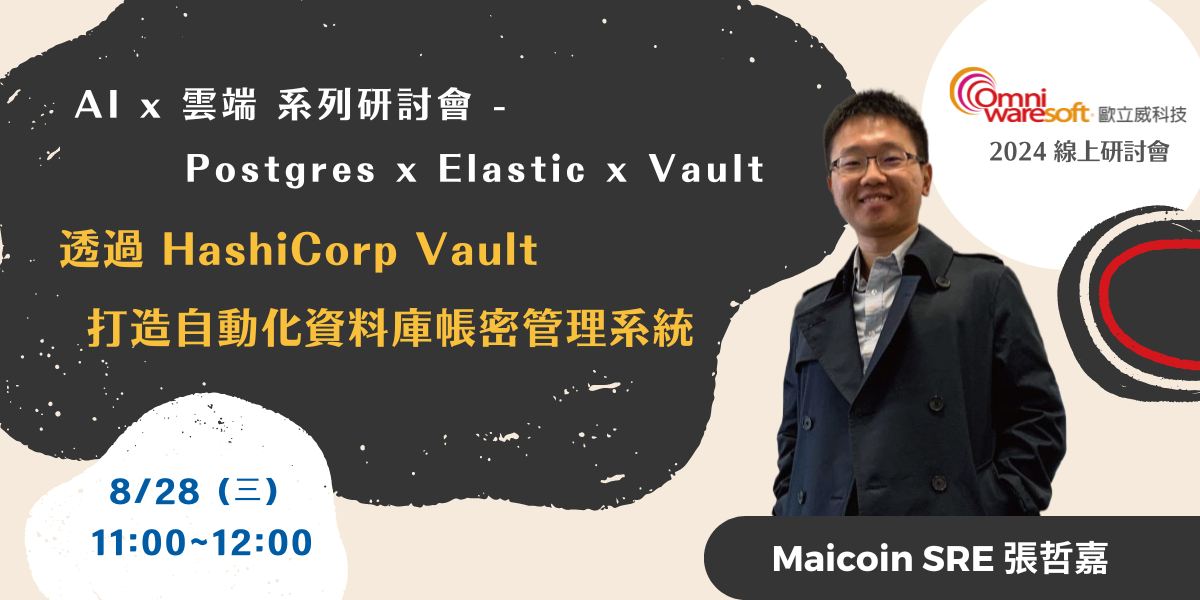 AI x 雲端 系列研討會 -
Postgres x Elastic x Vault
透過 HashiCorp Vault
打造自動化資料庫帳密管理系統
8/28 (三)
11:00~12:00
Omni
waresoft 歐立威科技
2024 線上研討會
Maicoin SRE 張哲嘉